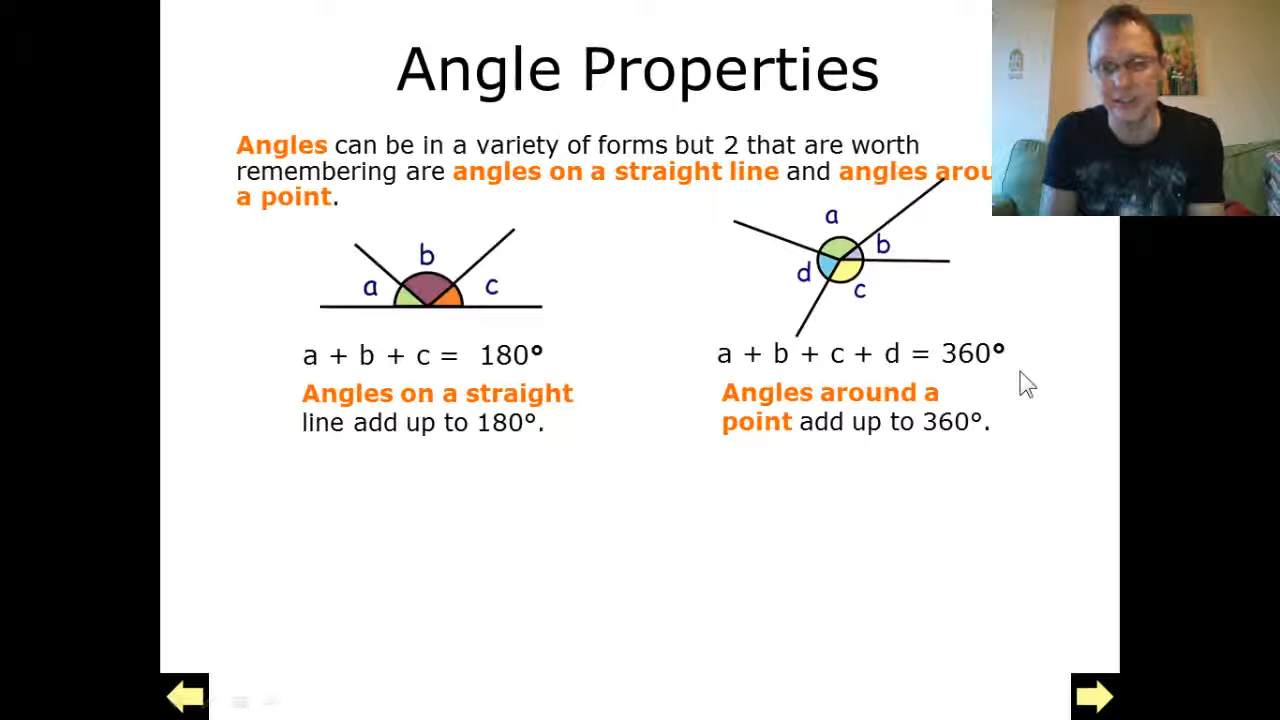 Angle Properties
Angles can be in a variety of forms but 2 that are worth
remembering are angles on a straight line and angles arou
a point.
a
b
c
a
b
d
c
a + b + c = 180°
a + b + c + d = 360°
Angles on a straight
line add up to 180°.
Angles around a
point add up to 360°.